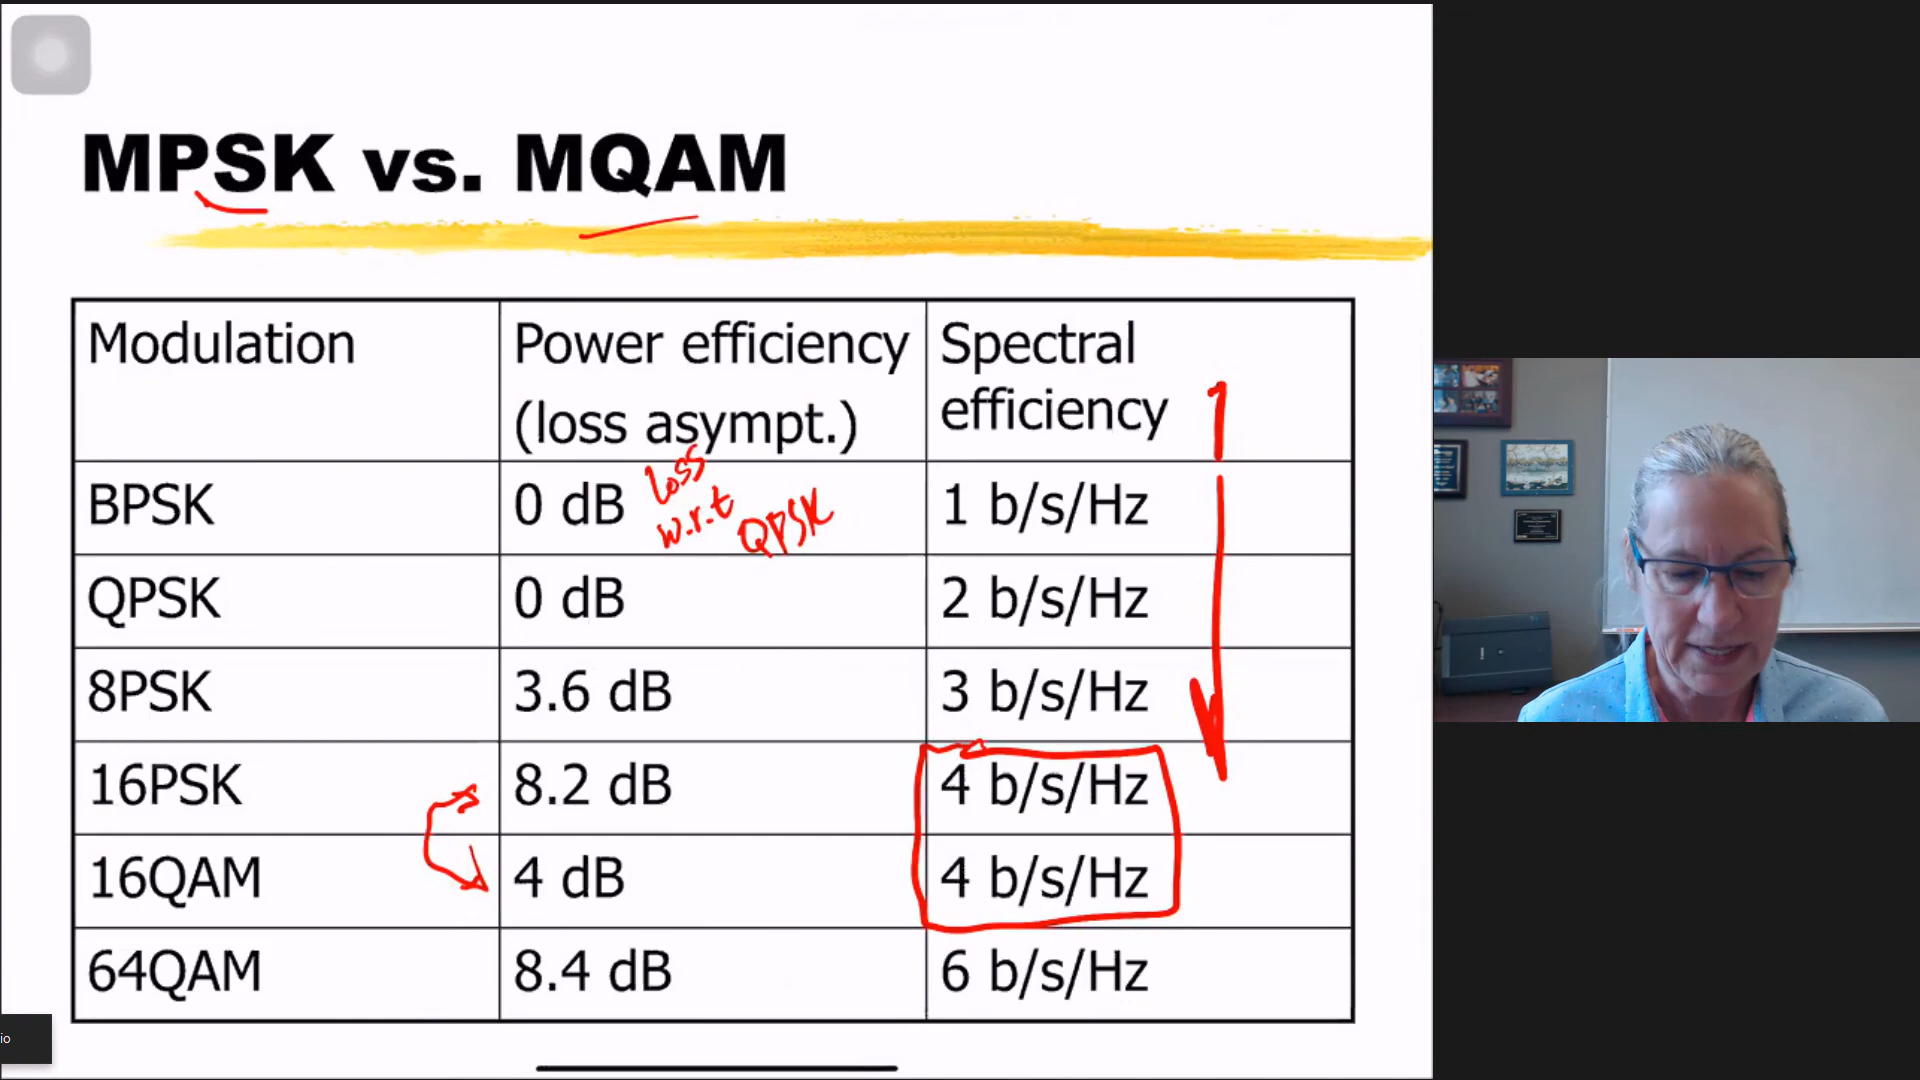 MPSK vs. MQAM
Modulation Power efficiency (loss asympt.) Spectral efficiency
BPSK 0 dB loss w.r.t QPSK 1 b/s/Hz
QPSK 0 dB 2 b/s/Hz
8PSK 3.6 dB 3 b/s/Hz
16PSK 8.2 dB 4 b/s/Hz
16QAM 4 dB 4 b/s/Hz
64QAM 8.4 dB 6 b/s/Hz
io